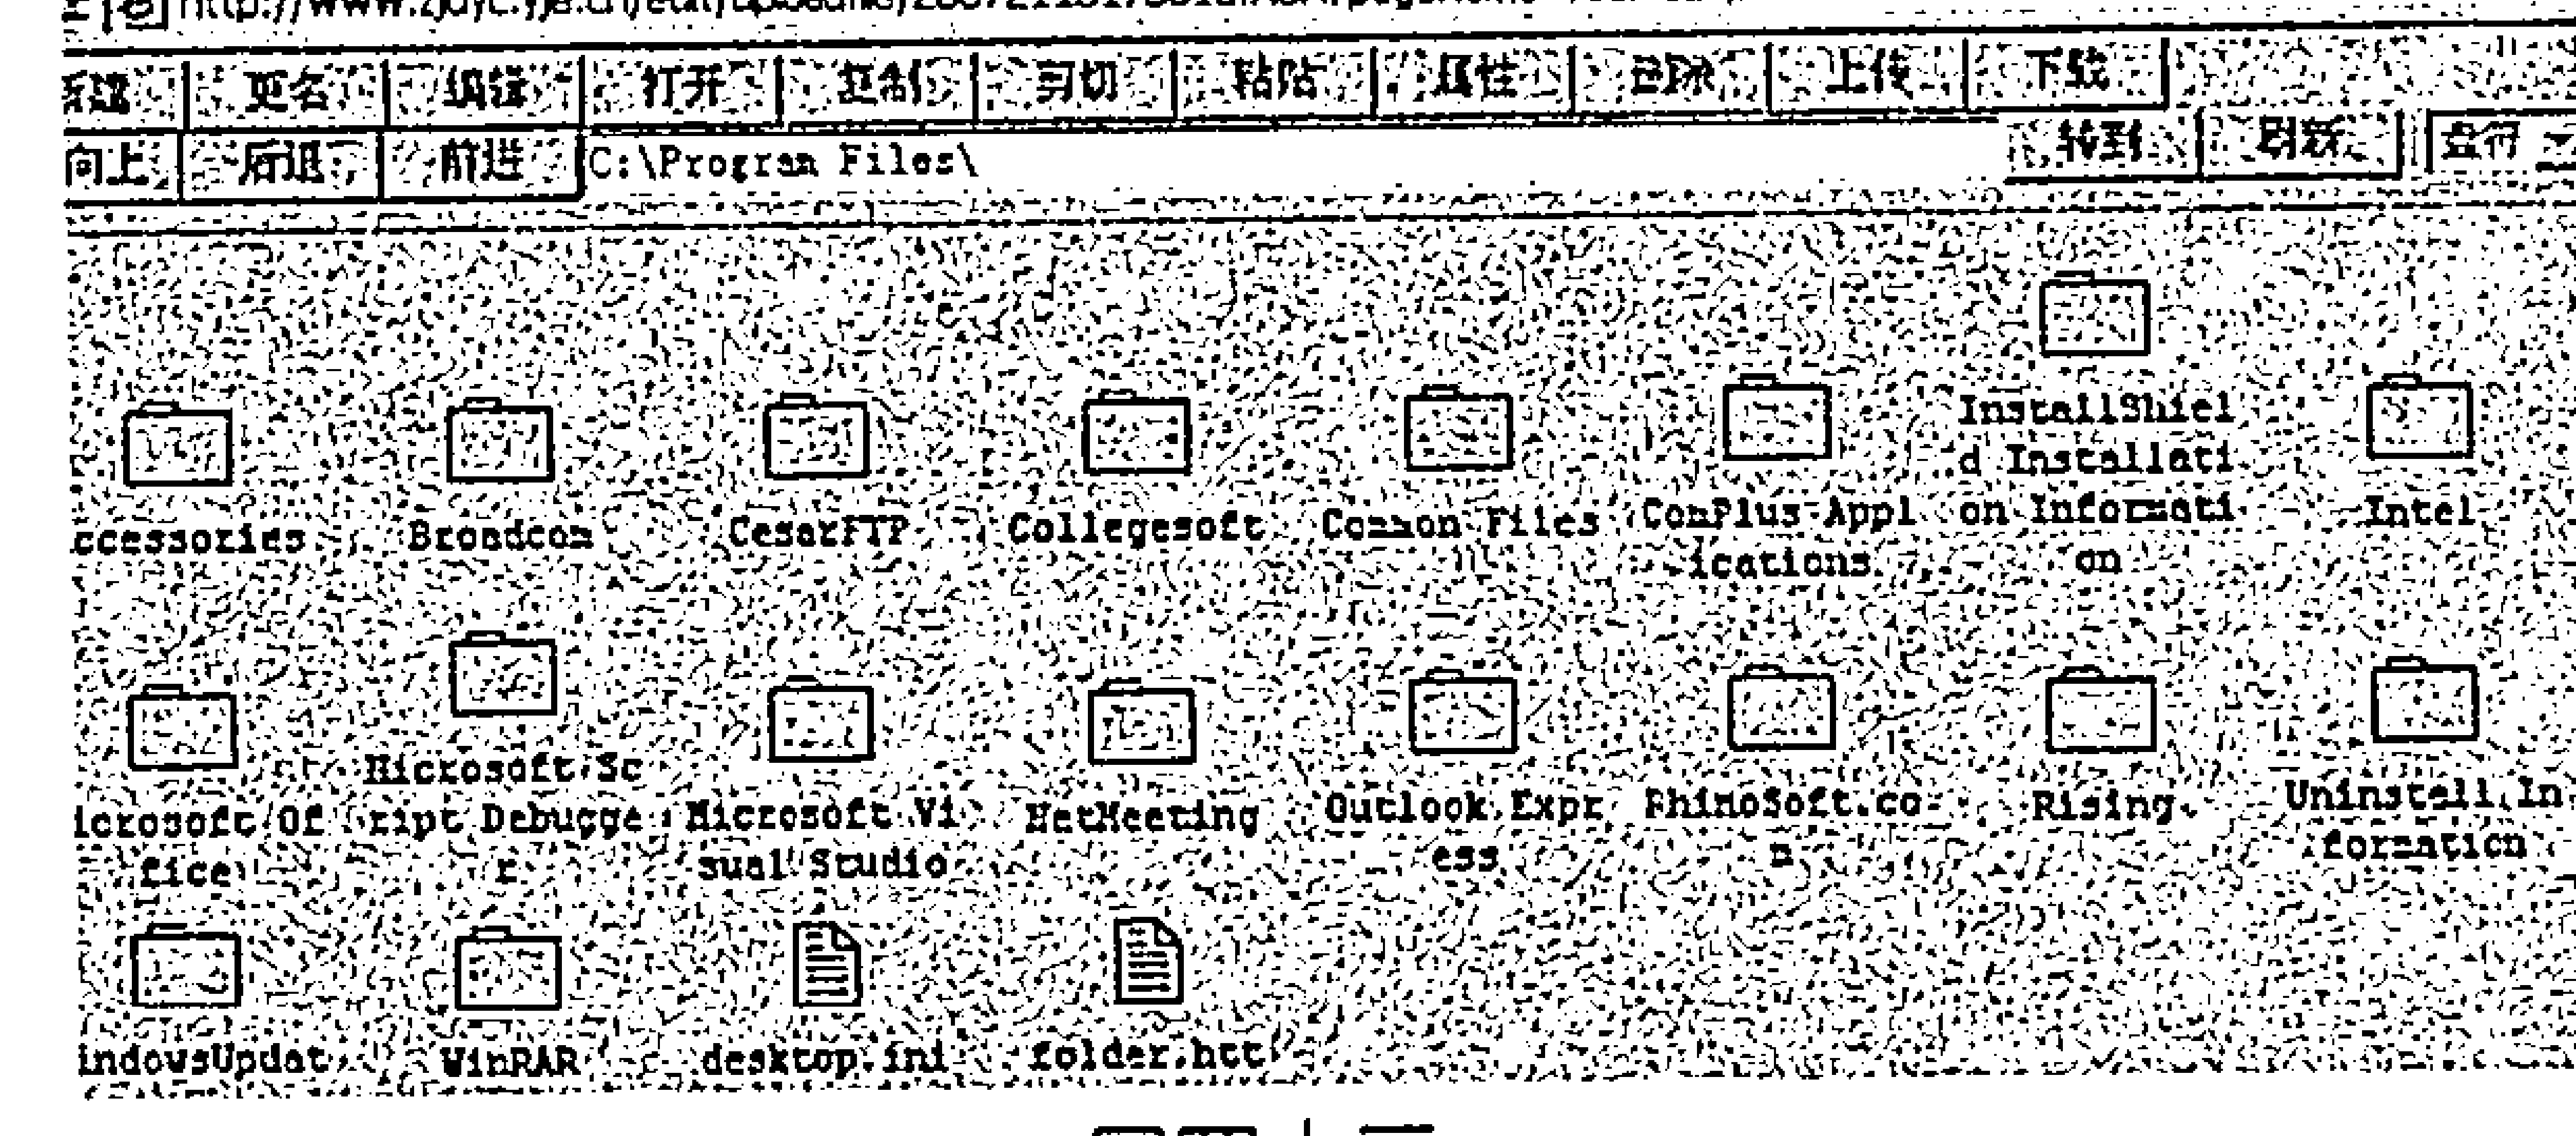 更名 编辑 打开 复制 剪切 粘贴 属性 删除 上传 下载
向上 后退 前进 C:\Program Files\ 转到 刷新 盘符
InstallShiel
d Installati
ccessories Broadcom CesarFTP Collegesoft Common Files ComPlus Appl on Informati Intel
ications on
Microsoft Sc
icrosoft Of ript Debugge Microsoft Vi NetMeeting Outlook Expr RhinoSoft.co Rising Uninstall In
fice r sual Studio ess m formation
indowsUpdat WinRAR desktop.ini folder.htt